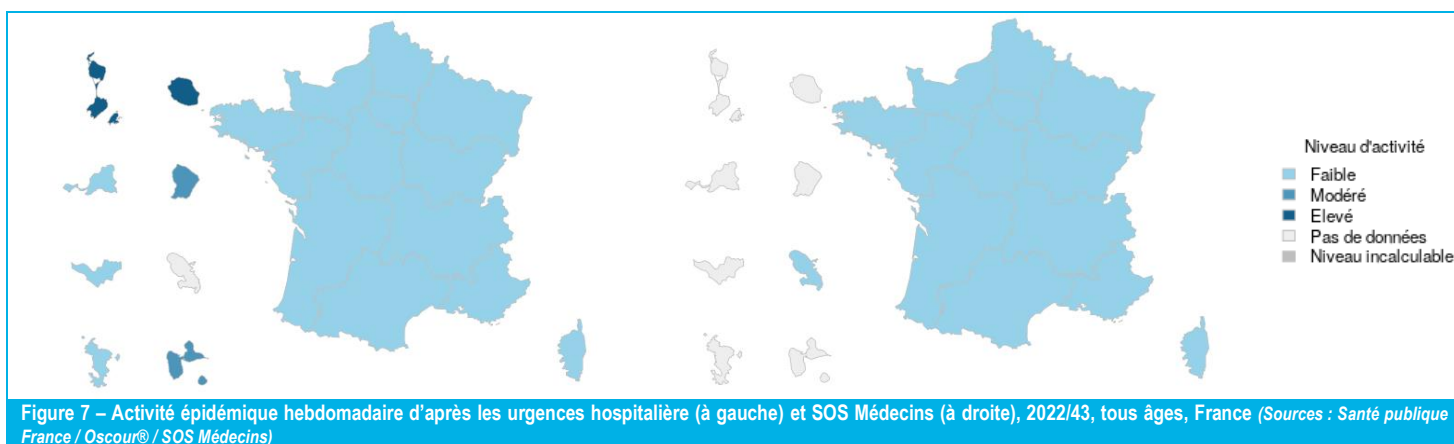 Niveau d'activité
Faible
Modéré
Elevé
Pas de données
Niveau incalculable
Figure 7 – Activité épidémique hebdomadaire d’après les urgences hospitalière (à gauche) et SOS Médecins (à droite), 2022/43, tous âges, France (Sources : Santé publique
France / Oscour® / SOS Médecins)